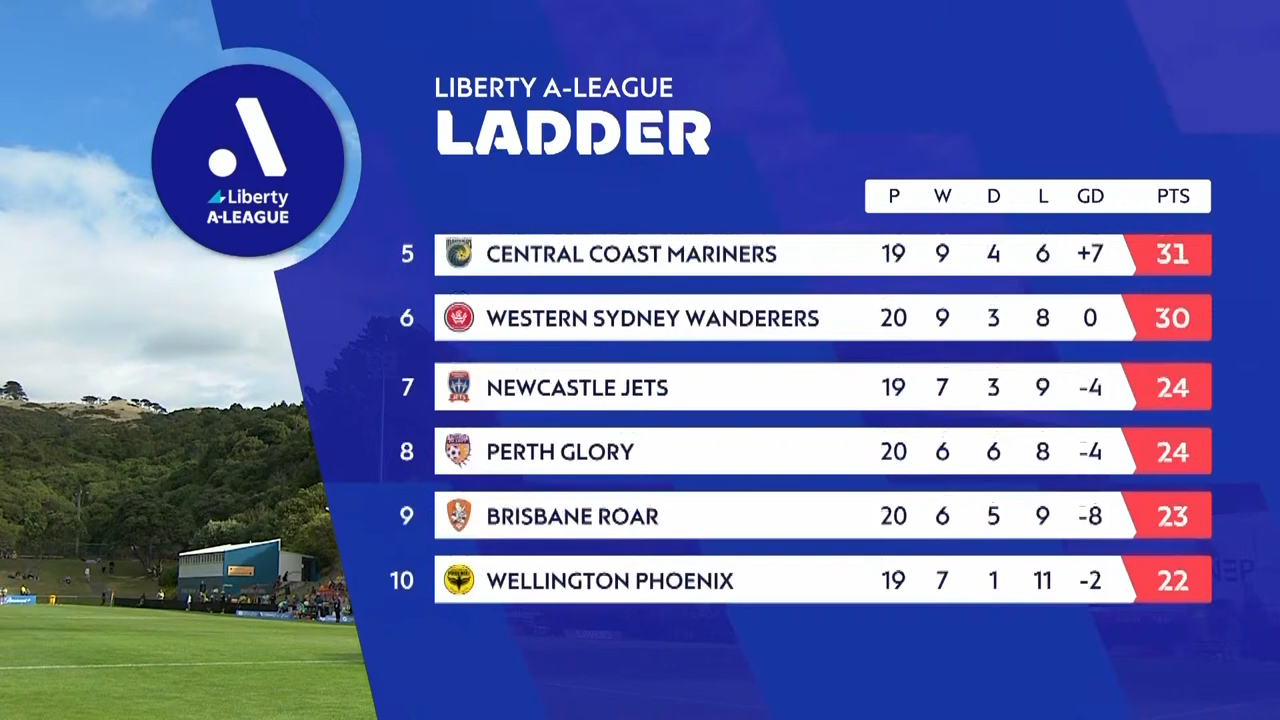 LIBERTY A-LEAGUE
LADDER
Liberty
A-LEAGUE
P W D L GD PTS
5 CENTRAL COAST MARINERS 19 9 4 6 +7 31
6 WESTERN SYDNEY WANDERERS 20 9 3 8 0 30
7 NEWCASTLE JETS 19 7 3 9 -4 24
8 PERTH GLORY 20 6 6 8 -4 24
9 BRISBANE ROAR 20 6 5 9 -8 23
10 WELLINGTON PHOENIX 19 7 1 11 -2 22